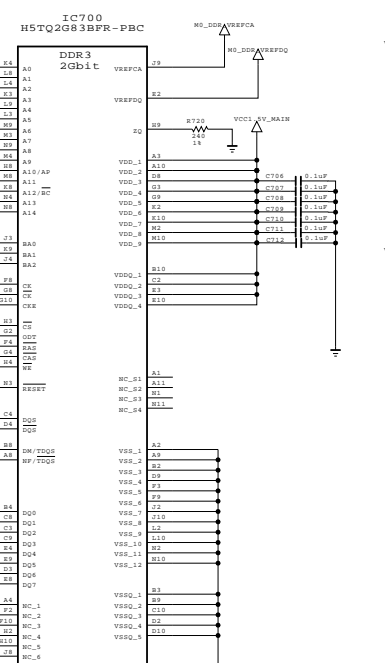 IC700
H5TQ2G83BFR-PBC
DDR3
2Gbit
M0_DDR_VREFCA
M0_DDR_VREFDQ
VCC1.5V_MAIN
R720
240
1%
K4 A0
L8 A1
L4 A2
K3 A3
L9 A4
L3 A5
M9 A6
M3 A7
N9 A8
M4 A9
H8 A10/AP
M8 A11
K8 A12/BC
N4 A13
N8 A14
J3 BA0
K9 BA1
J4 BA2
F8 CK
G8 CK
G10 CKE
H3 CS
G2 ODT
F4 RAS
G4 CAS
H4 WE
N3 RESET
C4 DQS
D4 DQS
B8 DM/TDQS
A8 NF/TDQS
B4 DQ0
C8 DQ1
C3 DQ2
C9 DQ3
E4 DQ4
E9 DQ5
D3 DQ6
E8 DQ7
A4 NC_1
F2 NC_2
F10 NC_3
H2 NC_4
H10 NC_5
J8 NC_6
VREFCA J9
VREFDQ E2
ZQ H9
VDD_1 A3
VDD_2 A10
VDD_3 D8
VDD_4 G3
VDD_5 G9
VDD_6 K2
VDD_7 K10
VDD_8 M2
VDD_9 M10
VDDQ_1 B10
VDDQ_2 C2
VDDQ_3 E3
VDDQ_4 E10
NC_S1 A1
NC_S2 A11
NC_S3 N1
NC_S4 N11
VSS_1 A2
VSS_2 A9
VSS_3 B2
VSS_4 D9
VSS_5 F3
VSS_6 F9
VSS_7 J2
VSS_8 J10
VSS_9 L2
VSS_10 L10
VSS_11 N2
VSS_12 N10
VSSQ_1 B3
VSSQ_2 B9
VSSQ_3 C10
VSSQ_4 D2
VSSQ_5 D10
C706 0.1uF
C707 0.1uF
C708 0.1uF
C709 0.1uF
C710 0.1uF
C711 0.1uF
C712 0.1uF